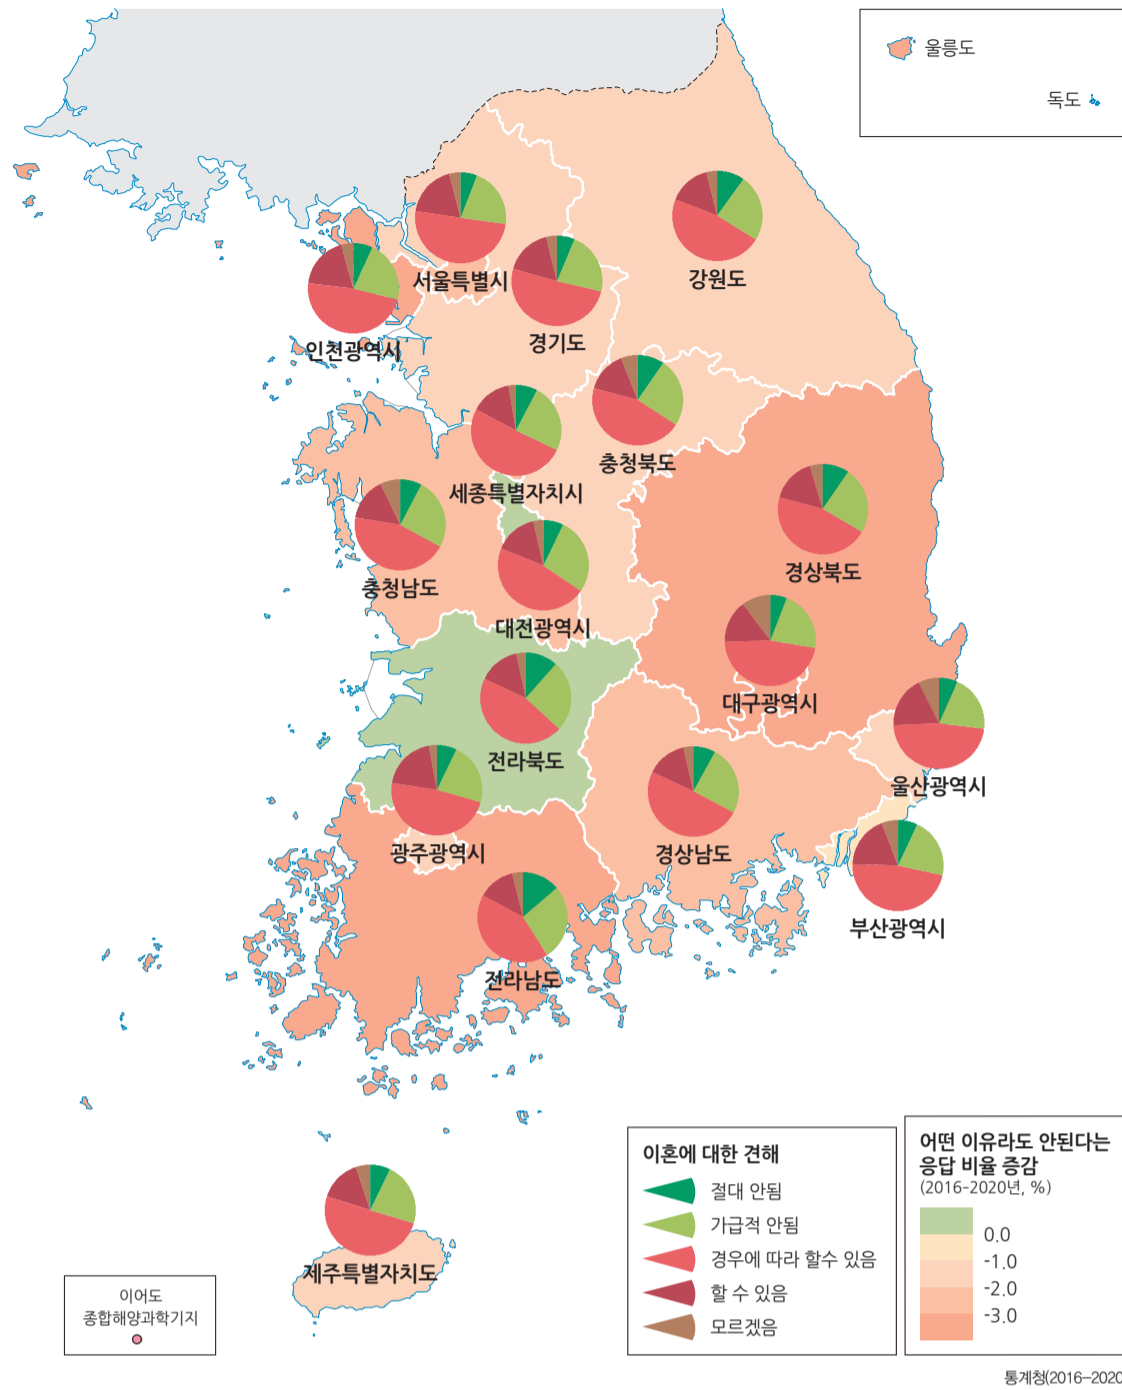 울릉도
독도
서울특별시
강원도
경기도
인천광역시
충청북도
세종특별자치시
경상북도
충청남도
대전광역시
대구광역시
전라북도
울산광역시
광주광역시
경상남도
부산광역시
전라남도
제주특별자치도
이어도
종합해양과학기지
이혼에 대한 견해
절대 안됨
가급적 안됨
경우에 따라 할수 있음
할 수 있음
모르겠음
어떤 이유라도 안된다는
응답 비율 증감
(2016-2020년, %)
0.0
-1.0
-2.0
-3.0
통계청(2016-2020